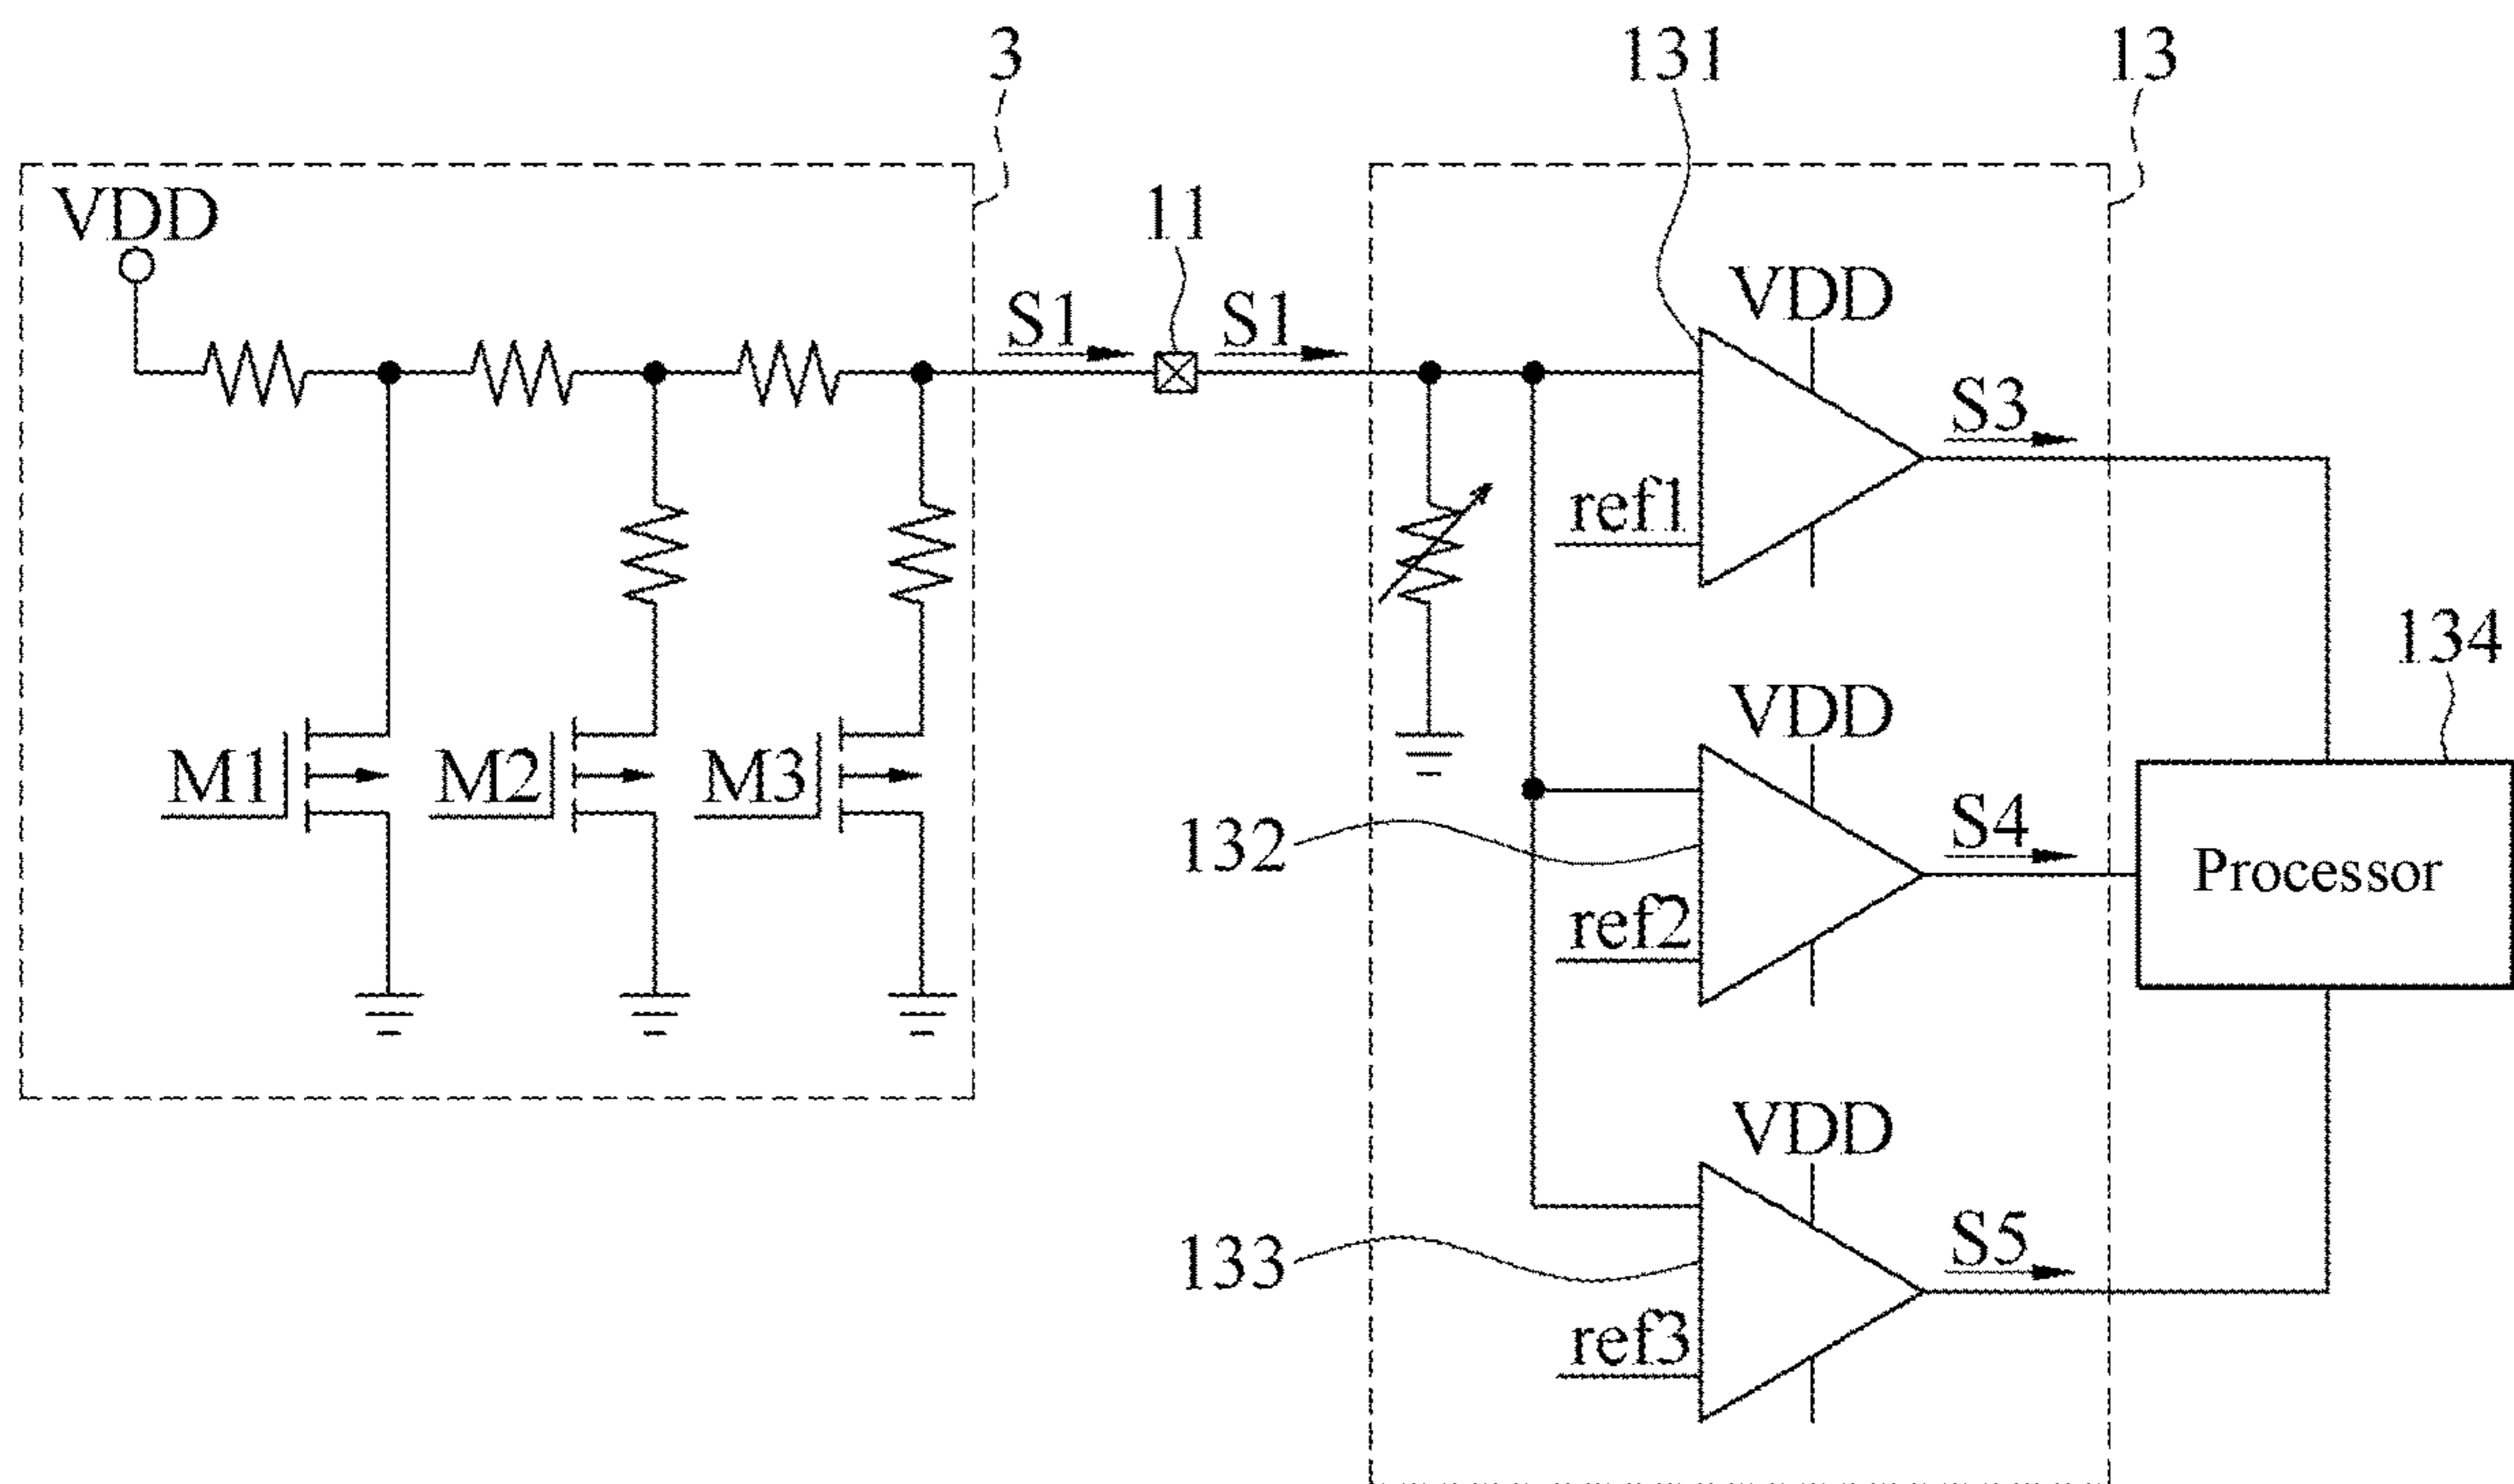 3
131
13
VDD
11
S1
S1
VDD
S3
ref1
134
M1
M2
M3
VDD
132
S4
Processor
ref2
VDD
133
S5
ref3